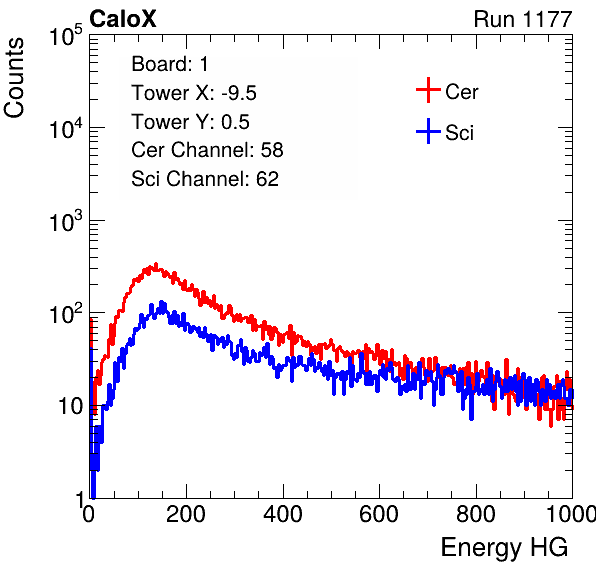 CaloX Run 1177
Counts
10^5
10^4
10^3
10^2
10
1
Board: 1
Tower X: -9.5
Tower Y: 0.5
Cer Channel: 58
Sci Channel: 62
Cer
Sci
0 200 400 600 800 1000
Energy HG